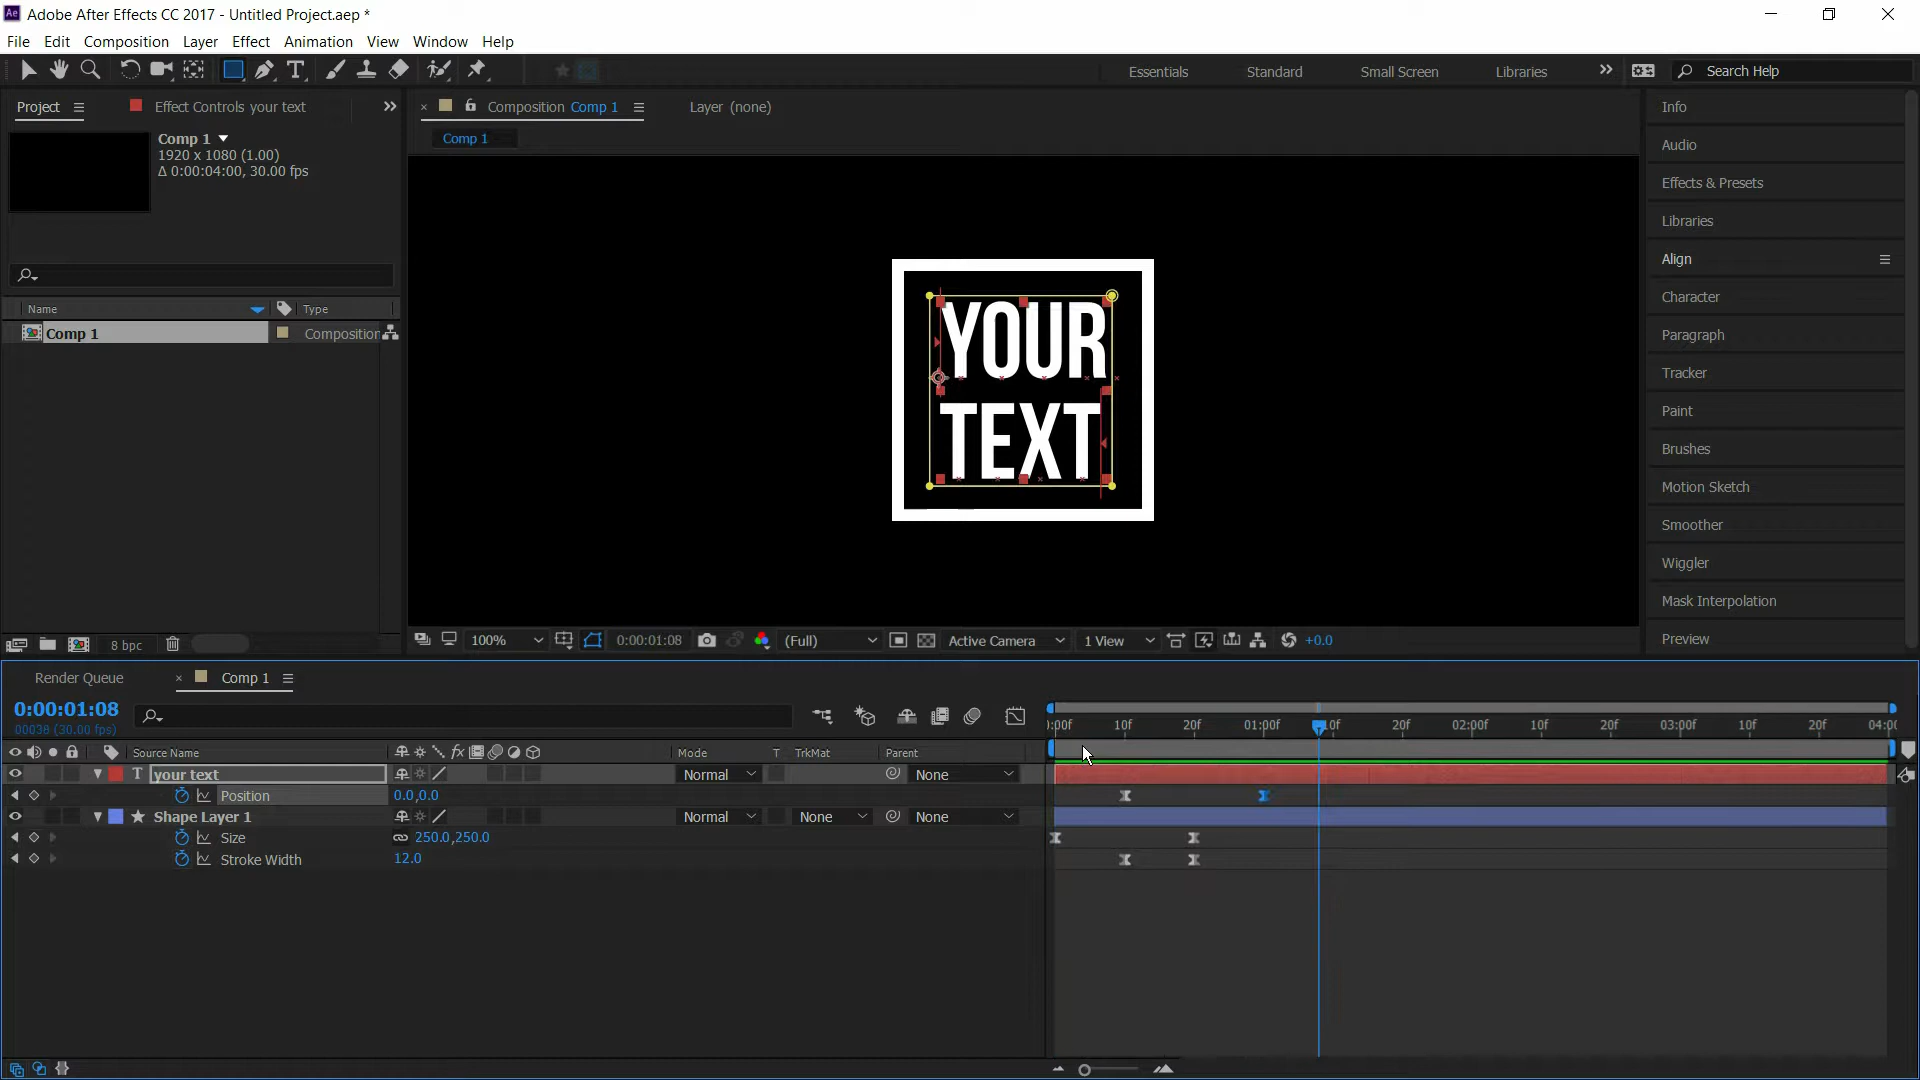 Adobe After Effects CC 2017 - Untitled Project.aep *
File Edit Composition Layer Effect Animation View Window Help
Essentials Standard Small Screen Libraries Search Help
Project Effect Controls your text
Composition Comp 1 Layer (none)
Comp 1
1920 x 1080 (1.00)
Δ 0:00:04:00, 30.00 fps
Comp 1
Name Type
Comp 1 Composition
YOUR
TEXT
Info
Audio
Effects & Presets
Libraries
Align
Character
Paragraph
Tracker
Paint
Brushes
Motion Sketch
Smoother
Wiggler
Mask Interpolation
Preview
8 bpc
100% 0:00:01:08 (Full) Active Camera 1 View +0.0
Render Queue Comp 1
0:00:01:08
00038 (30.00 fps)
):00f 10f 20f 01:00f 10f 20f 02:00f 10f 20f 03:00f 10f 20f 04:00
Source Name Mode T TrkMat Parent
T your text Normal None
Position 0.0,0.0
Shape Layer 1 Normal None None
Size 250.0,250.0
Stroke Width 12.0